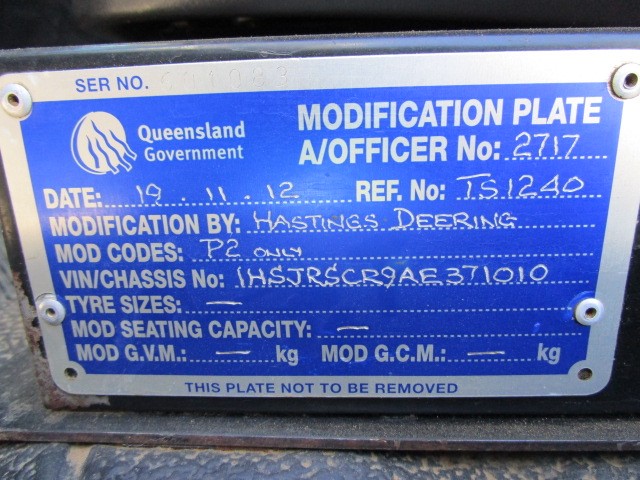 SER NO.
Queensland Government
MODIFICATION PLATE
A/OFFICER No: 2717
DATE: 19 . 11 . 12 REF. No: TS1240
MODIFICATION BY: HASTINGS DEERING
MOD CODES: P2 ONLY
VIN/CHASSIS No: 1HSJRSCR9AE371010
TYRE SIZES: —
MOD SEATING CAPACITY: —
MOD G.V.M.: — kg MOD G.C.M.: — kg
THIS PLATE NOT TO BE REMOVED